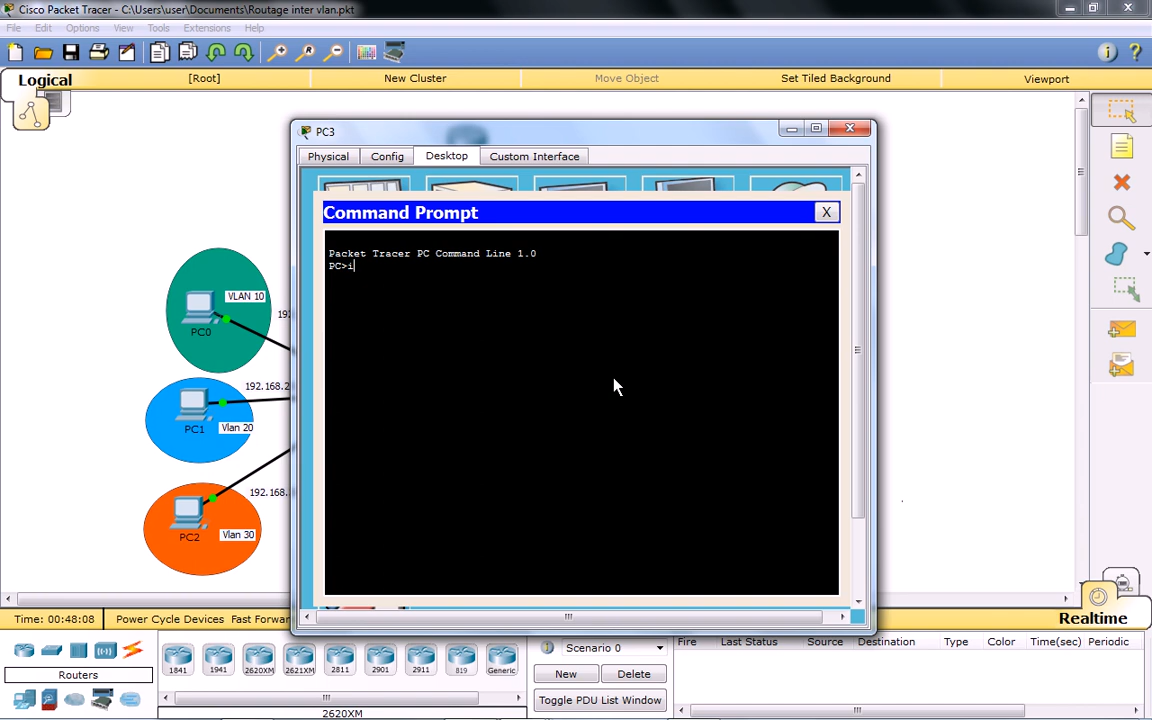 Cisco Packet Tracer - C:\Users\user\Documents\Routage inter vlan.pkt
File Edit Options View Tools Extensions Help
Logical [Root] New Cluster Move Object Set Tiled Background Viewport
PC3
Physical Config Desktop Custom Interface
Command Prompt X
Packet Tracer PC Command Line 1.0
PC>i
VLAN 10
PC0
192.168.2
PC1
Vlan 20
192.168.
PC2
Vlan 30
Time: 00:48:08 Power Cycle Devices Fast Forwar Realtime
Routers
1841 1941 2620XM 2621XM 2811 2901 2911 819 Generic
2620XM
Scenario 0
New Delete
Toggle PDU List Window
Fire Last Status Source Destination Type Color Time(sec) Periodic